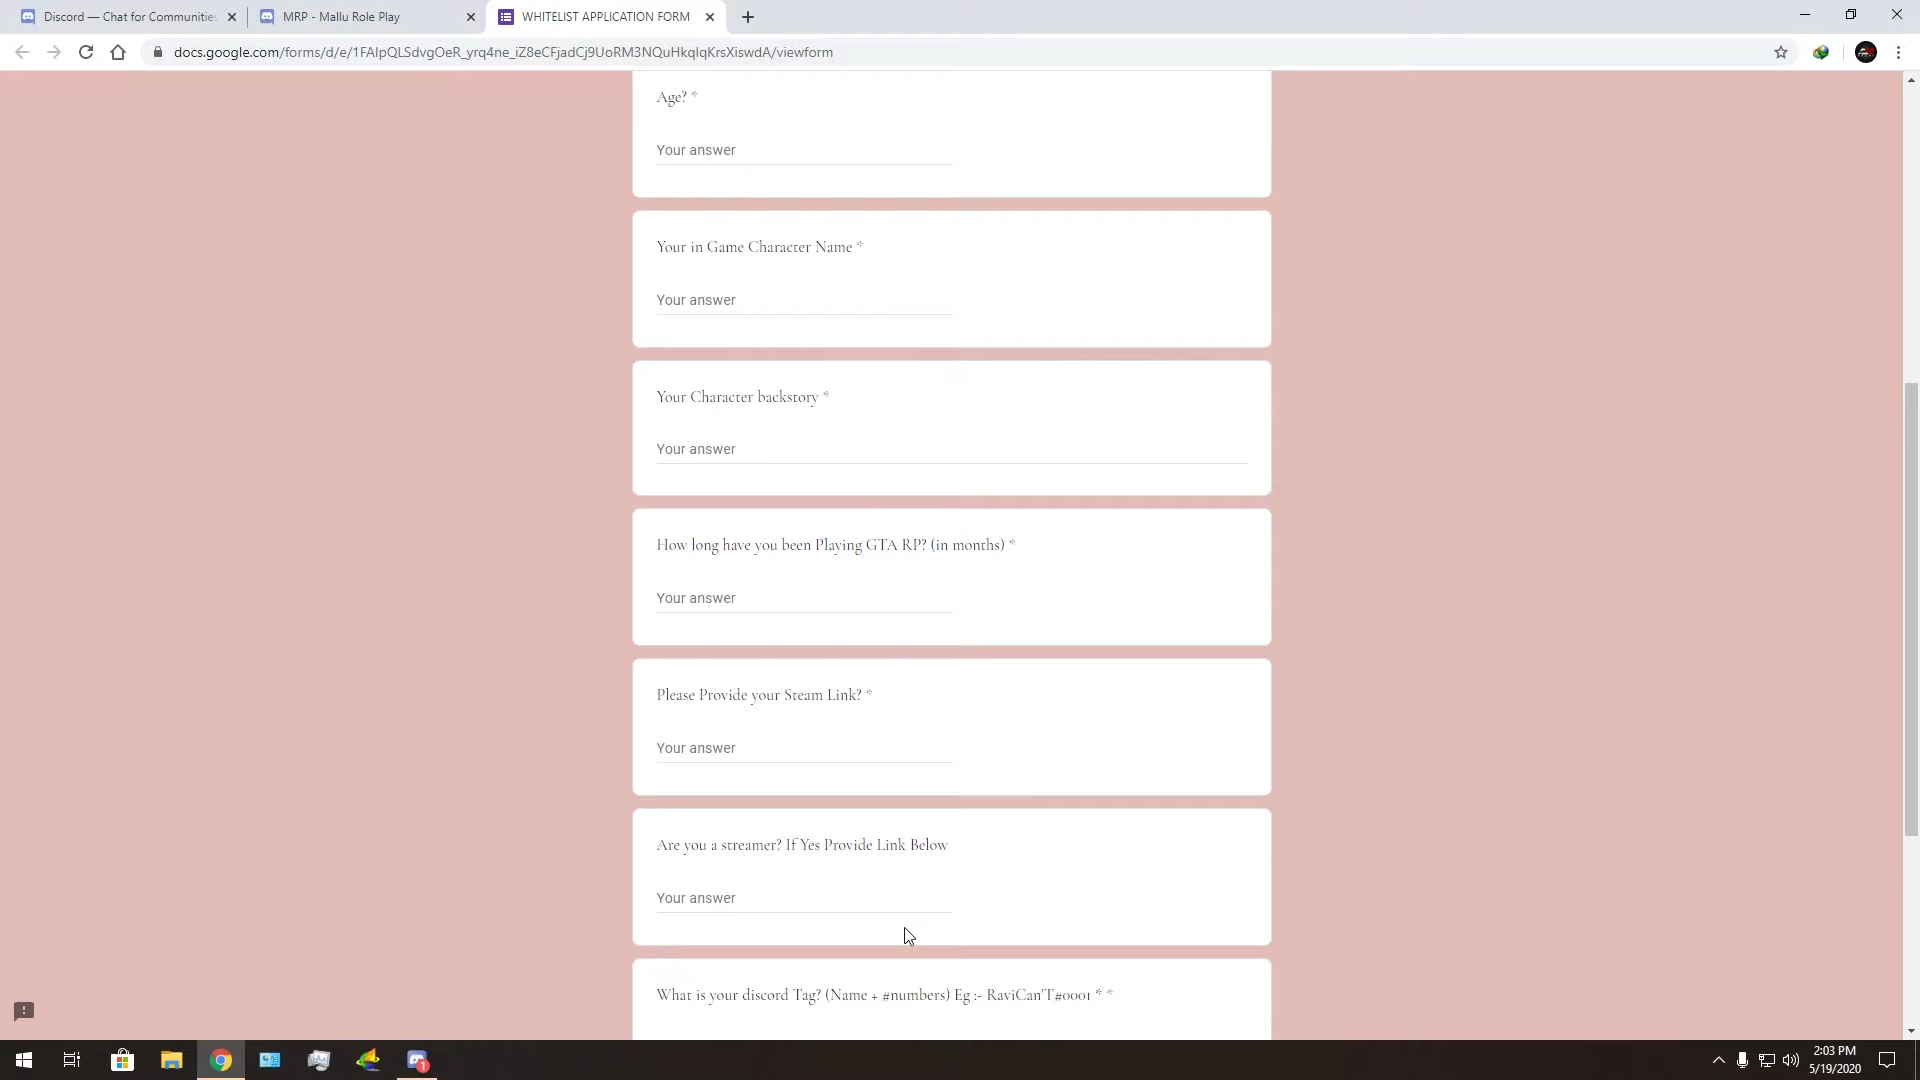 Discord — Chat for Communities
MRP - Mallu Role Play
WHITELIST APPLICATION FORM
docs.google.com/forms/d/e/1FAIpQLSdvgOeR_yrq4ne_iZ8eCFjadCj9UoRM3NQuHkqlqKrsXiswdA/viewform
Age? *
Your answer
Your in Game Character Name *
Your answer
Your Character backstory *
Your answer
How long have you been Playing GTA RP? (in months) *
Your answer
Please Provide your Steam Link? *
Your answer
Are you a streamer? If Yes Provide Link Below
Your answer
What is your discord Tag? (Name + #numbers) Eg :- RaviCan'T#0001 * *
1
2:03 PM
5/19/2020